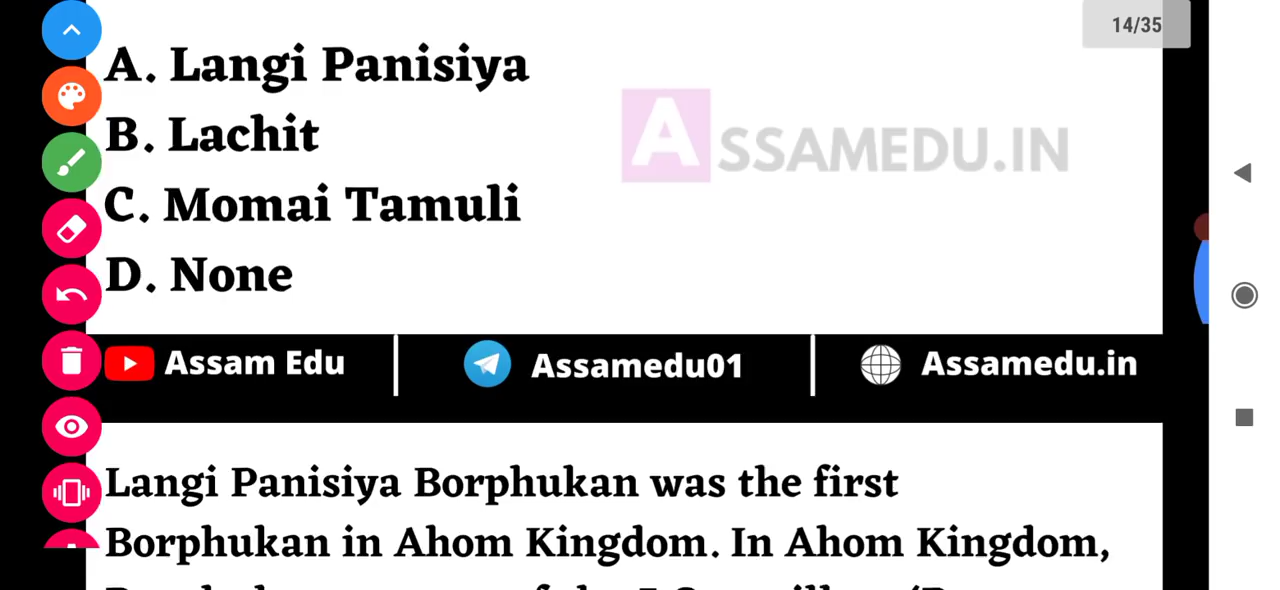 14/35
A. Langi Panisiya
ASSAMEDU.IN
B. Lachit
C. Momai Tamuli
D. None
Assam Edu
Assamedu01
Assamedu.in
Langi Panisiya Borphukan was the first
Borphukan in Ahom Kingdom. In Ahom Kingdom,